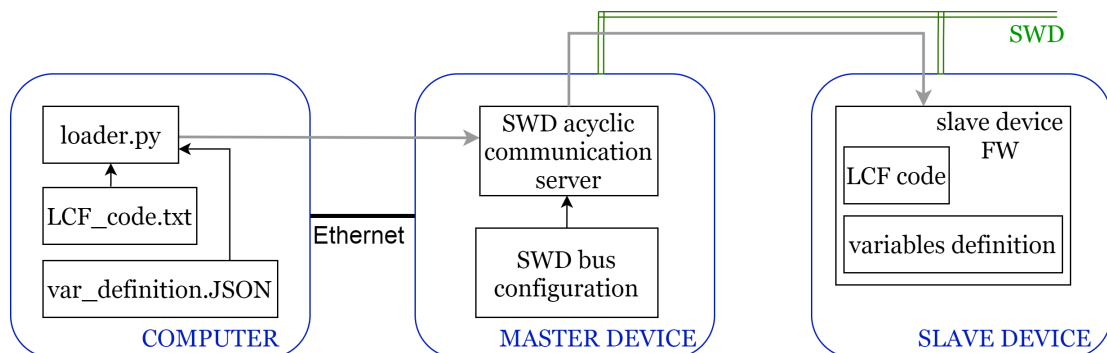 SWD
loader.py
LCF_code.txt
var_definition.JSON
COMPUTER
Ethernet
SWD acyclic
communication
server
SWD bus
configuration
MASTER DEVICE
slave device
FW
LCF code
variables definition
SLAVE DEVICE